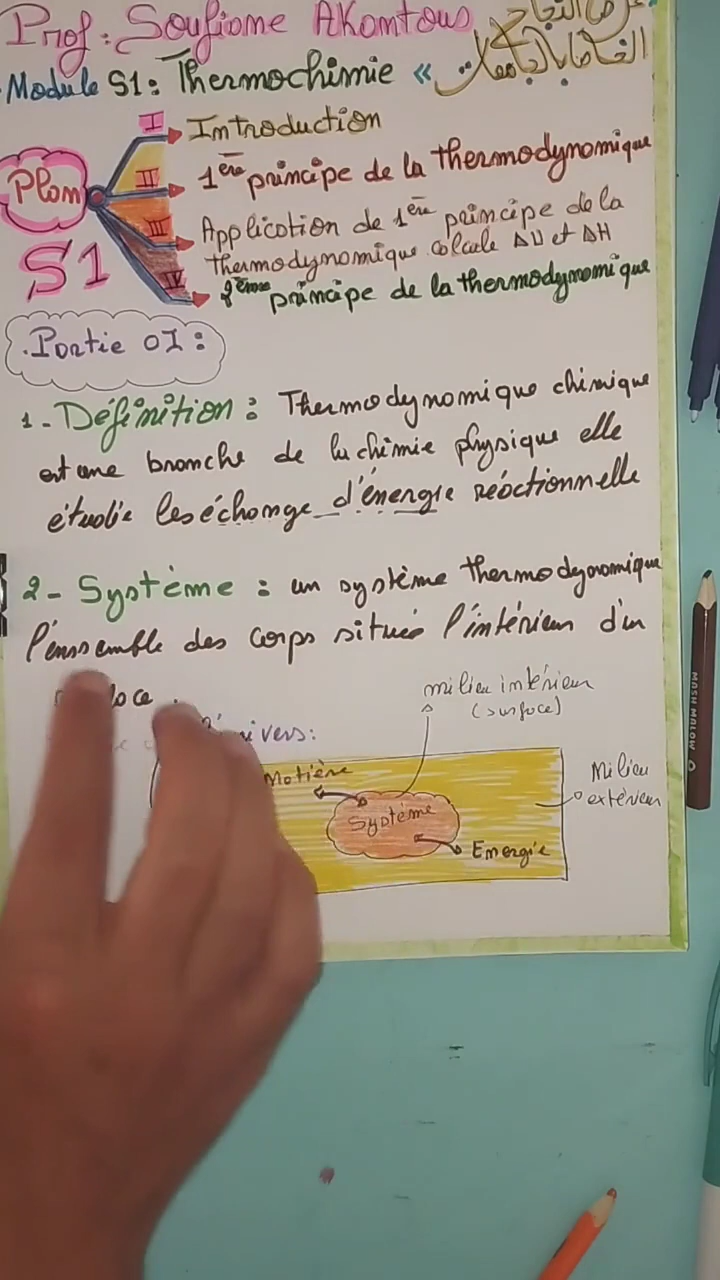 Prof: Soufiane AKamtous
Module S1: Thermochimie «
Plan
S1
I Introduction
II 1ère principe de la thermodynamique
III Application de 1ère principe de la
thermodynamique calcule ΔU et ΔH
IV 2ème principe de la thermodynamique
Partie 01:
1- Définition : Thermodynamique chimique
est une branche de la chimie physique elle
étudie les échange d'énergie réactionnelle
2- Système : un système thermodynamique
l'ensemble des corps situés l'intérieur d'un
milieu intérieur
(surface)
Matière
Système
Energie
Milieu
extérieur